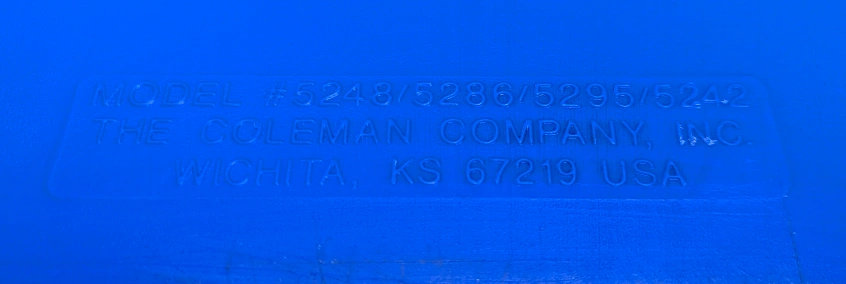 MODEL #5248/5286/5295/5242
THE COLEMAN COMPANY, INC.
WICHITA, KS 67219 USA